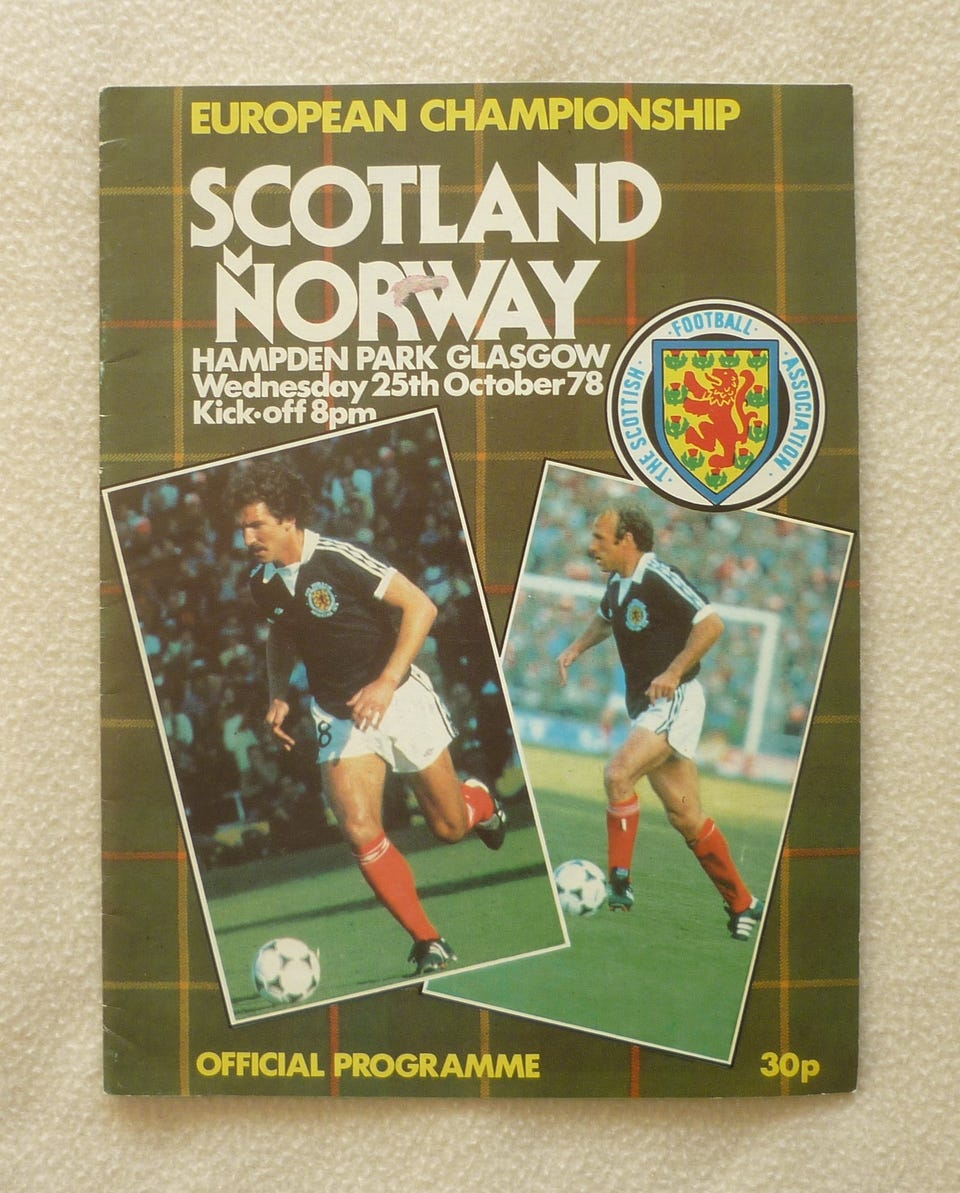 EUROPEAN CHAMPIONSHIP
SCOTLAND
v
NORWAY
HAMPDEN PARK GLASGOW
Wednesday 25th October 78
Kick-off 8pm
THE SCOTTISH · FOOTBALL · ASSOCIATION
8
OFFICIAL PROGRAMME
30p